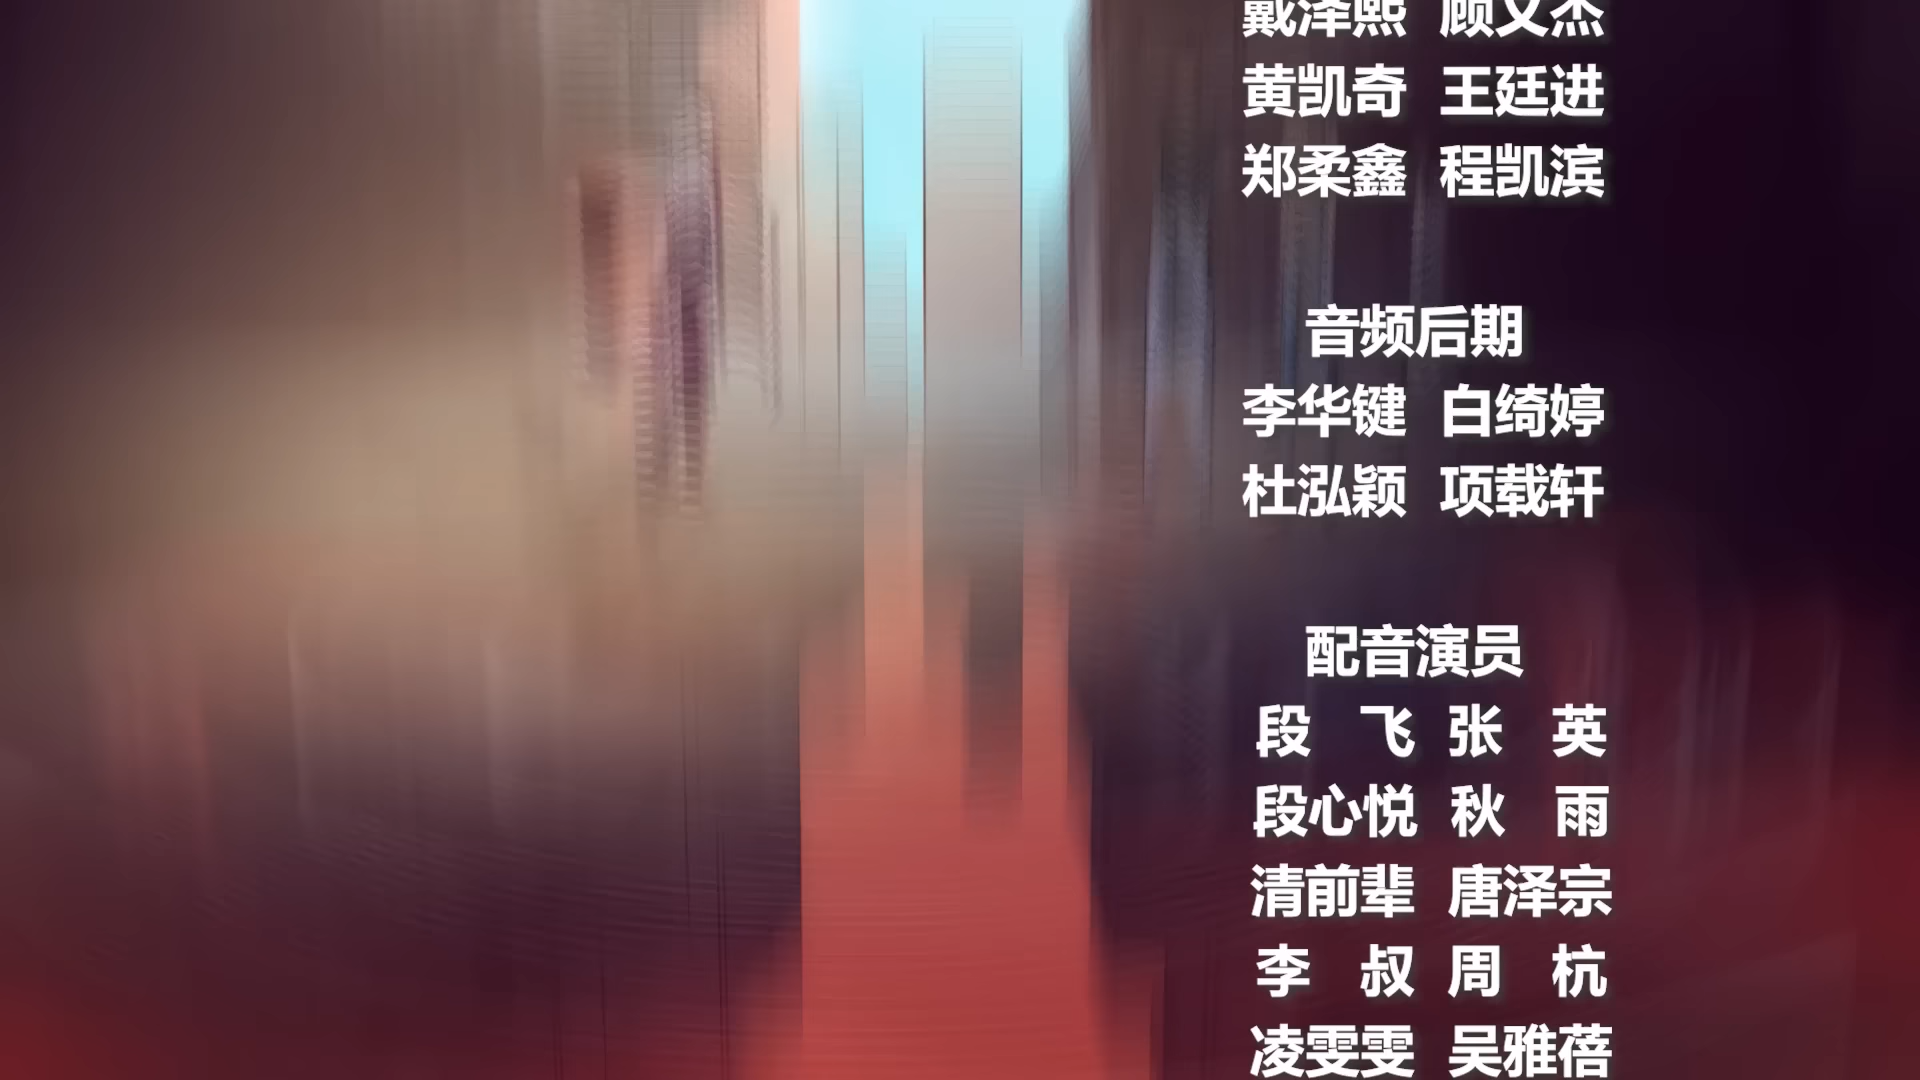 戴泽熙 顾文杰
黄凯奇 王廷进
郑柔鑫 程凯滨
音频后期
李华键 白绮婷
杜泓颖 项载轩
配音演员
段 飞 张 英
段心悦 秋 雨
清前辈 唐泽宗
李 叔 周 杭
凌雯雯 吴雅蓓